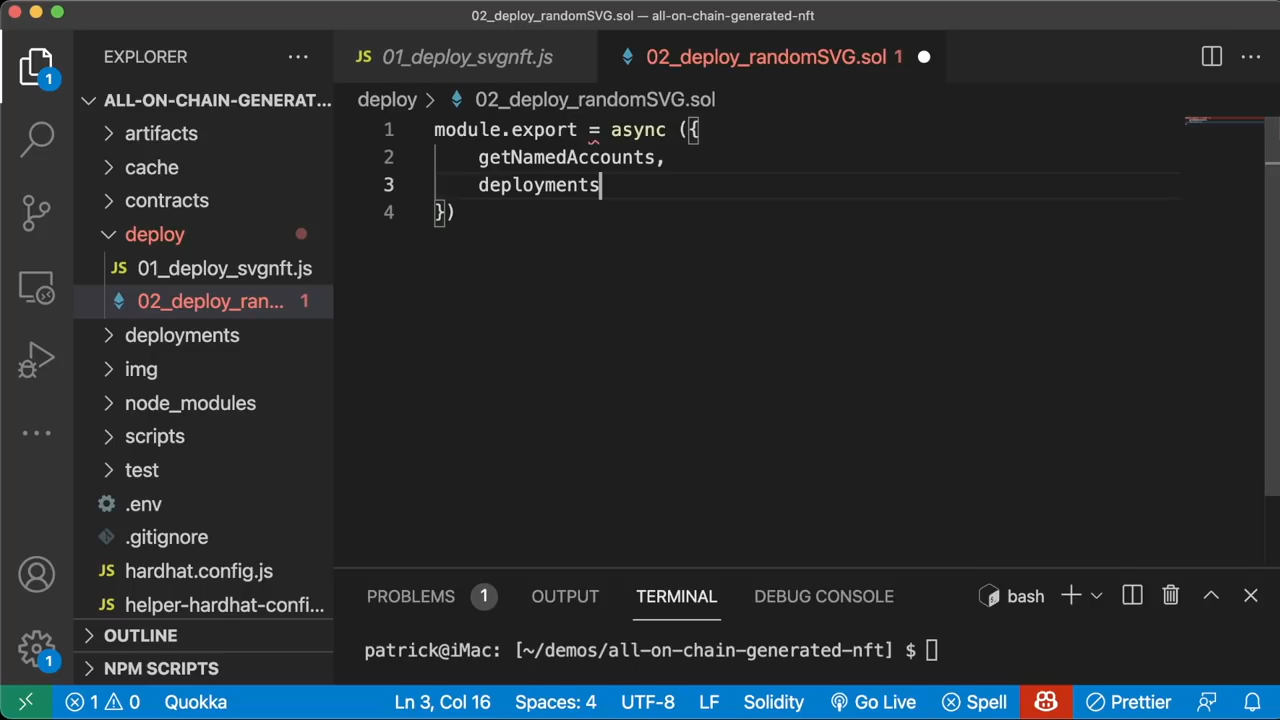 02_deploy_randomSVG.sol — all-on-chain-generated-nft
EXPLORER
JS 01_deploy_svgnft.js
02_deploy_randomSVG.sol 1
1
ALL-ON-CHAIN-GENERAT...
artifacts
cache
contracts
deploy
JS 01_deploy_svgnft.js
02_deploy_ran... 1
deployments
img
node_modules
scripts
test
.env
.gitignore
JS hardhat.config.js
JS helper-hardhat-confi...
OUTLINE
NPM SCRIPTS
1
deploy > 02_deploy_randomSVG.sol
1 module.export = async ({
2 getNamedAccounts,
3 deployments
4 })
PROBLEMS 1 OUTPUT TERMINAL DEBUG CONSOLE bash
patrick@iMac: [~/demos/all-on-chain-generated-nft] $
1 0 Quokka Ln 3, Col 16 Spaces: 4 UTF-8 LF Solidity Go Live Spell Prettier